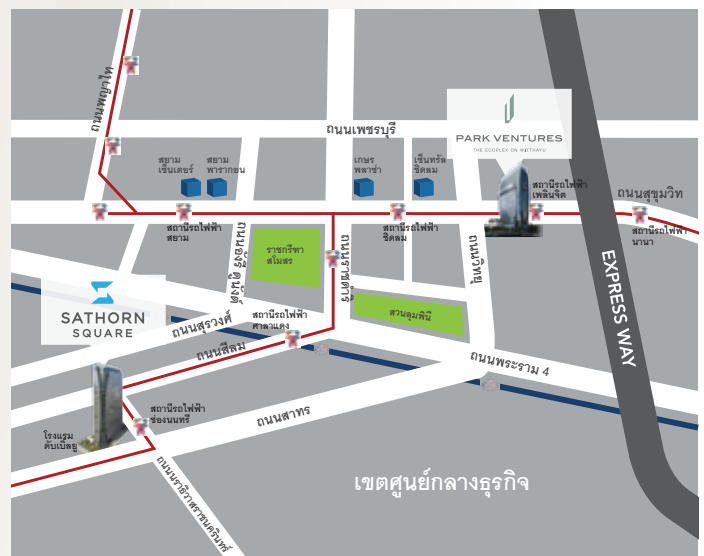 ถนนพญาไท
ถนนเพชรบุรี
PARK VENTURES
THE ECOPLEX ON WITTHAYU
สยาม
เซ็นเตอร์
สยาม
พารากอน
เกษร
พลาซ่า
เซ็นทรัล
ชิดลม
สถานีรถไฟฟ้า
เพลินจิต
ถนนสุขุมวิท
สถานีรถไฟฟ้า
สยาม
สถานีรถไฟฟ้า
ชิดลม
สถานีรถไฟฟ้า
นานา
ราชกรีฑา
สโมสร
ถนนอังรี ดูนังต์
ถนนราชดำริ
ถนนวิทยุ
EXPRESS WAY
SATHORN
SQUARE
ถนนสุรวงศ์
สถานีรถไฟฟ้า
ศาลาแดง
สวนลุมพินี
ถนนสีลม
ถนนพระราม 4
สถานีรถไฟฟ้า
ช่องนนทรี
ถนนสาทร
โรงแรม
ดับเบิ้ลยู
ถนนนราธิวาสราชนครินทร์
เขตศูนย์กลางธุรกิจ